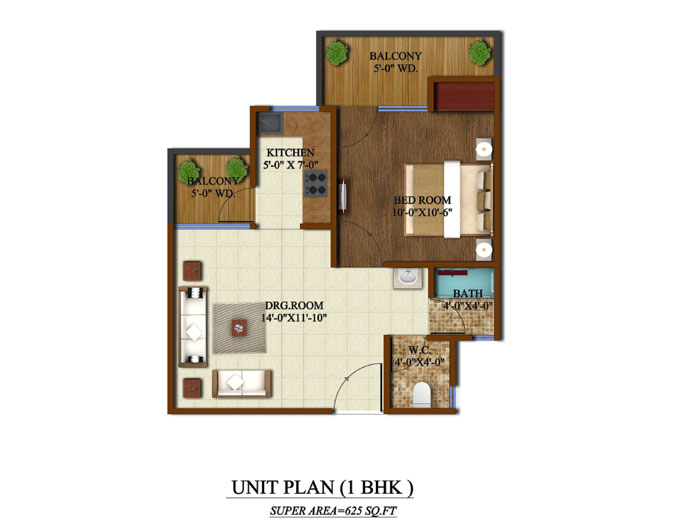 BALCONY
5'-0" WD.
KITCHEN
5'-0" X 7'-0"
BALCONY
5'-0" WD.
BED ROOM
10'-0"X10'-6"
DRG.ROOM
14'-0"X11'-10"
BATH
4'-0"X4'-0"
W.C.
4'-0"X4'-0"
UNIT PLAN (1 BHK )
SUPER AREA=625 SQ.FT